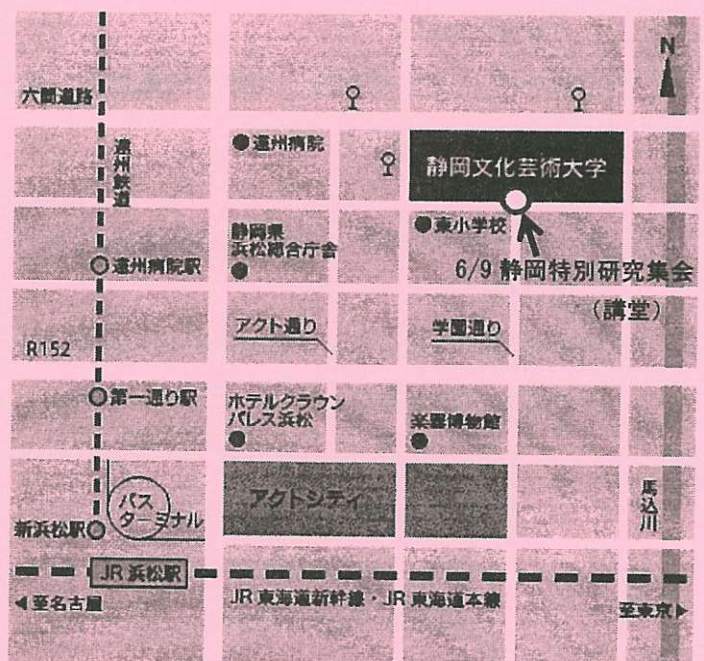 N
六間道路
遠州鉄道
遠州病院
静岡文化芸術大学
静岡県
浜松総合庁舎
東小学校
遠州病院駅
6/9 静岡特別研究集会
(講堂)
アクト通り
学園通り
R152
第一通り駅
ホテルクラウン
パレス浜松
楽器博物館
バス
ターミナル
アクトシティ
馬込川
新浜松駅
JR 浜松駅
◀至名古屋
JR 東海道新幹線・JR 東海道本線
至東京▶